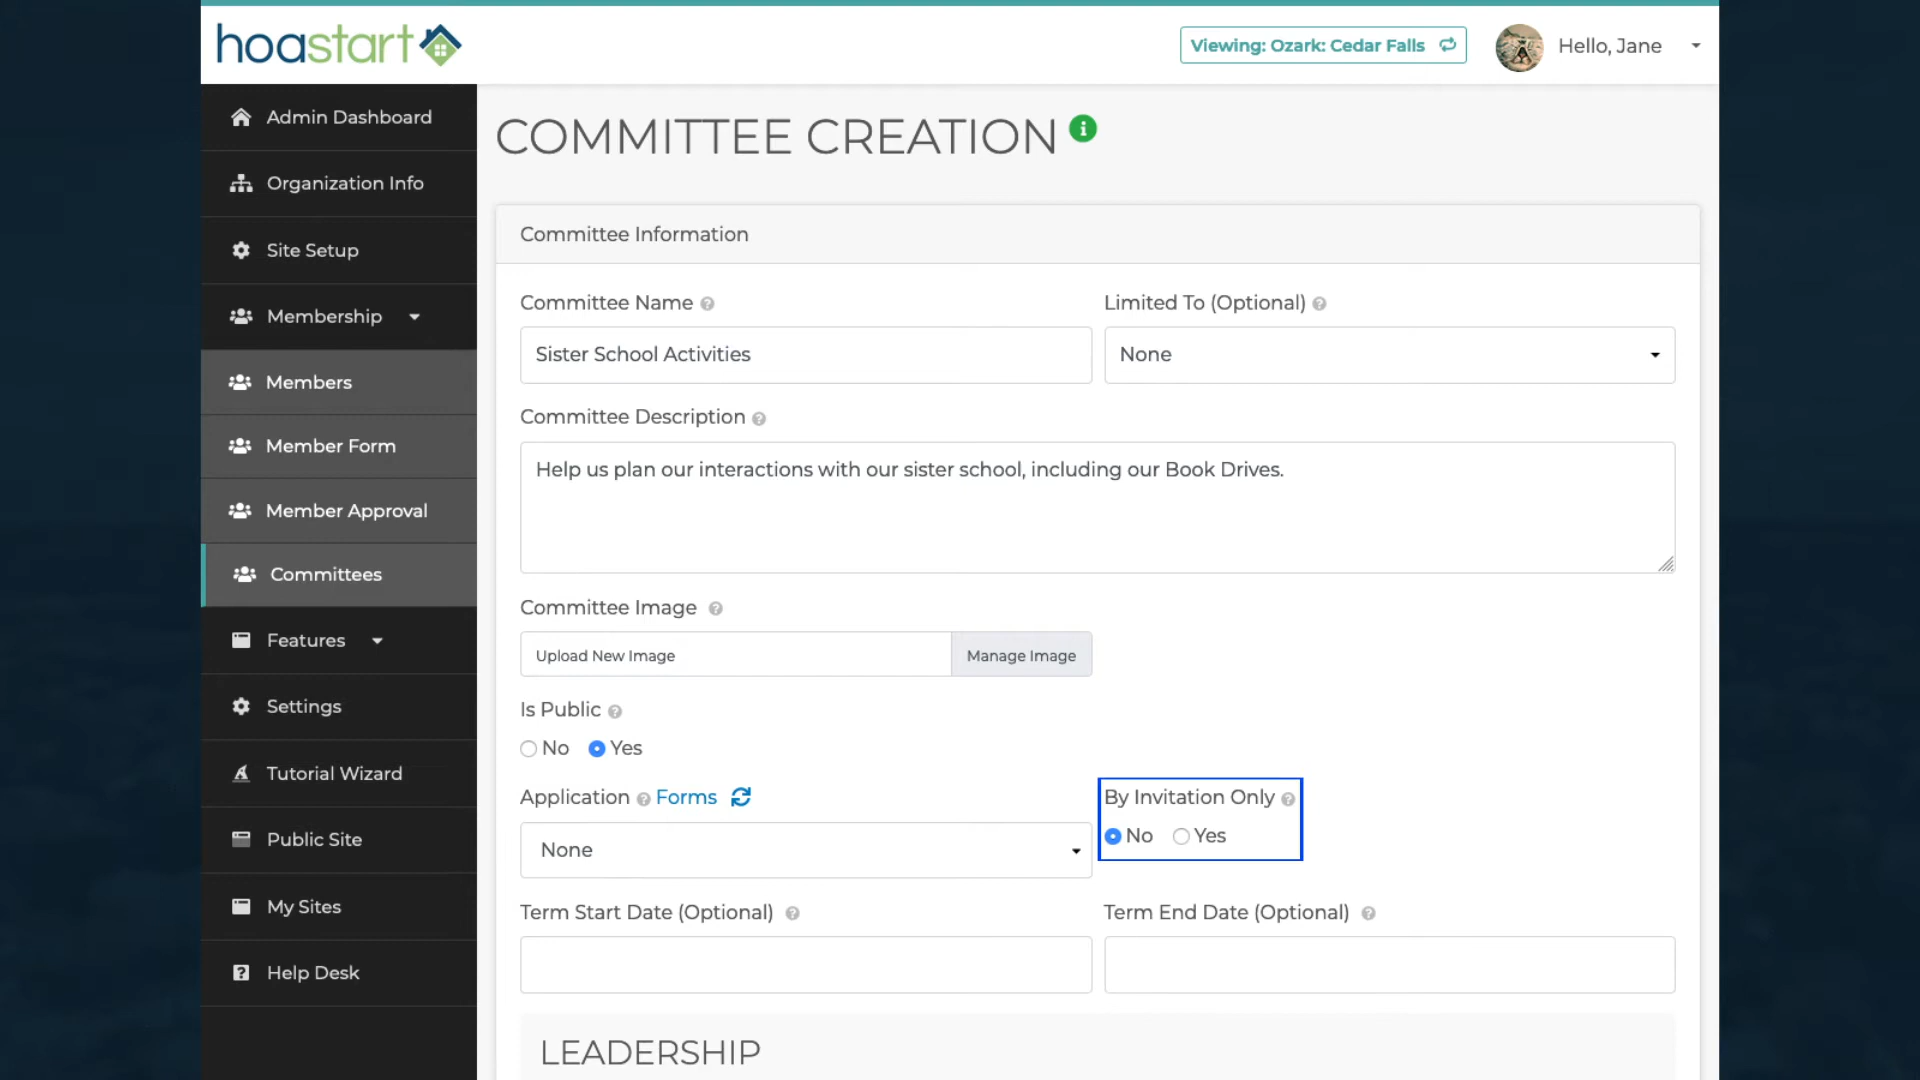 hoastart
Viewing: Ozark: Cedar Falls
Hello, Jane
Admin Dashboard
Organization Info
Site Setup
Membership
Members
Member Form
Member Approval
Committees
Features
Settings
Tutorial Wizard
Public Site
My Sites
Help Desk
COMMITTEE CREATION
Committee Information
Committee Name
Limited To (Optional)
Sister School Activities
None
Committee Description
Help us plan our interactions with our sister school, including our Book Drives.
Committee Image
Upload New Image
Manage Image
Is Public
No Yes
Application Forms
By Invitation Only
None
No Yes
Term Start Date (Optional)
Term End Date (Optional)
LEADERSHIP